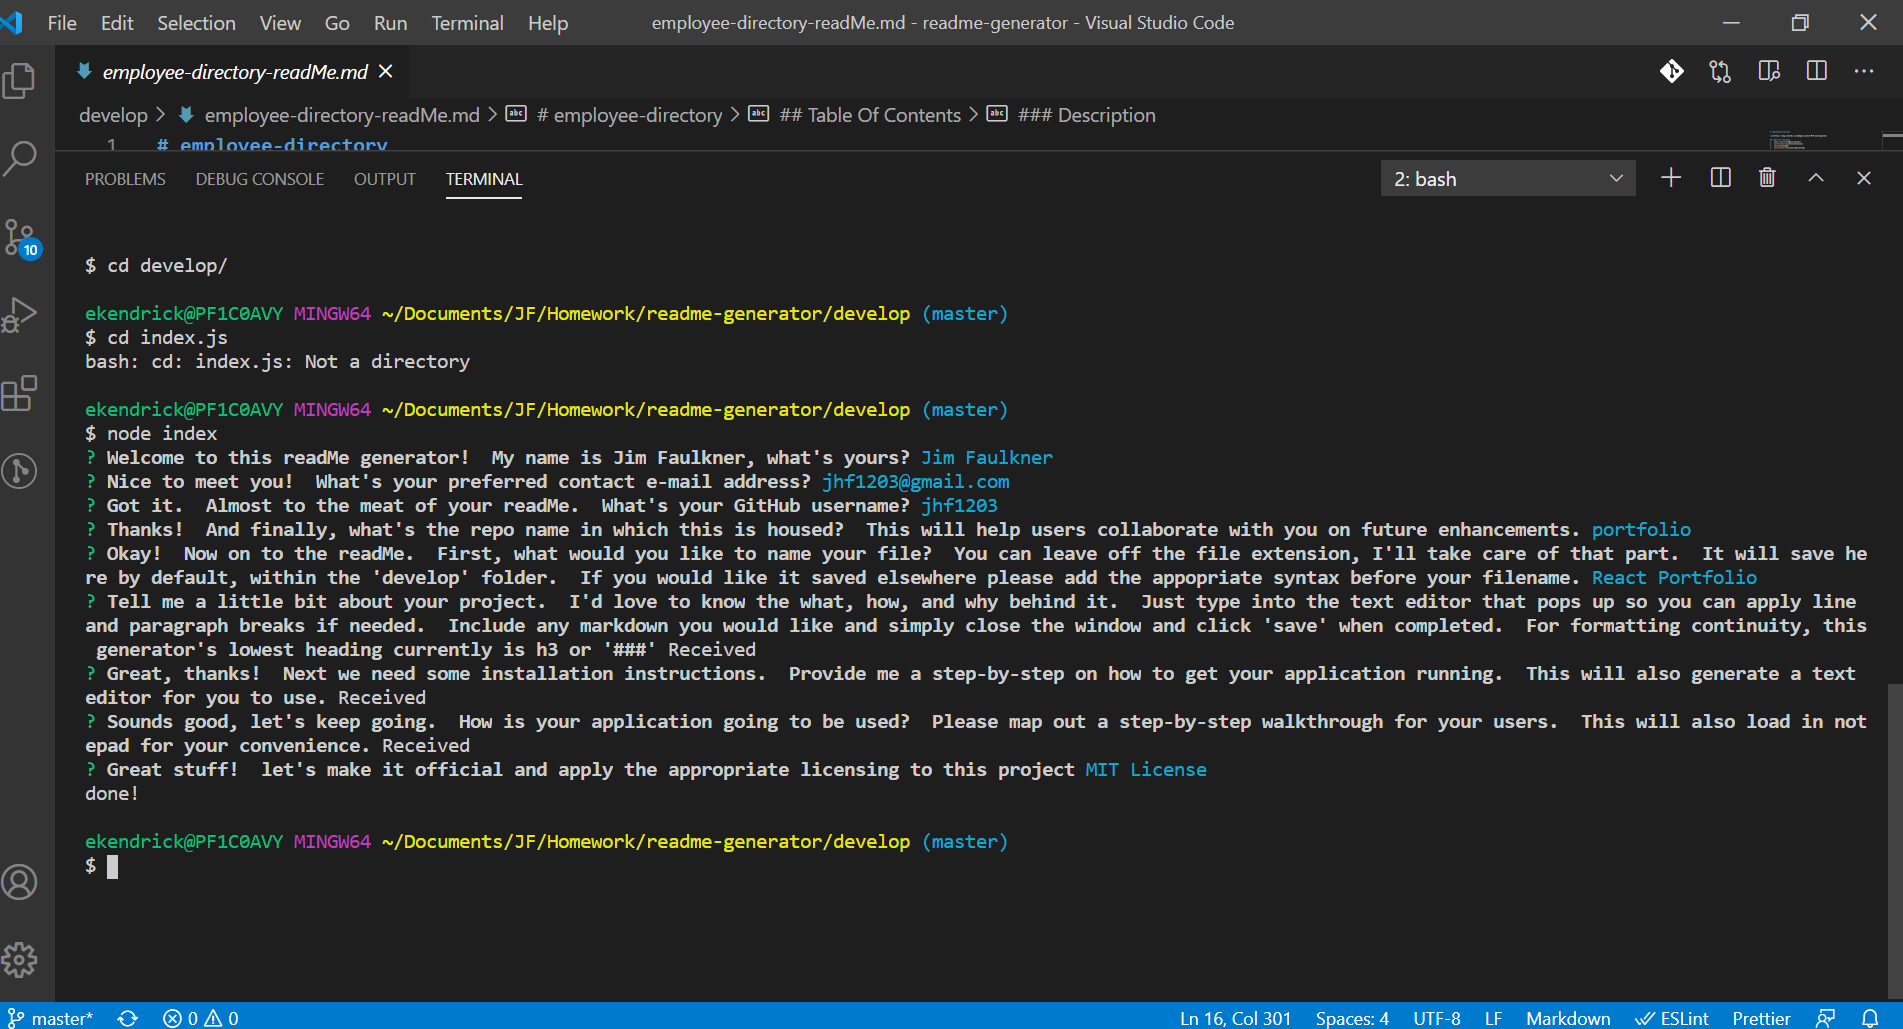 File Edit Selection View Go Run Terminal Help employee-directory-readMe.md - readme-generator - Visual Studio Code
employee-directory-readMe.md
develop > employee-directory-readMe.md > abc # employee-directory > abc ## Table Of Contents > abc ### Description
1 # employee-directory
PROBLEMS DEBUG CONSOLE OUTPUT TERMINAL 2: bash
10
$ cd develop/
ekendrick@PF1C0AVY MINGW64 ~/Documents/JF/Homework/readme-generator/develop (master)
$ cd index.js
bash: cd: index.js: Not a directory
ekendrick@PF1C0AVY MINGW64 ~/Documents/JF/Homework/readme-generator/develop (master)
$ node index
? Welcome to this readMe generator!  My name is Jim Faulkner, what's yours? Jim Faulkner
? Nice to meet you!  What's your preferred contact e-mail address? jhf1203@gmail.com
? Got it.  Almost to the meat of your readMe.  What's your GitHub username? jhf1203
? Thanks!  And finally, what's the repo name in which this is housed?  This will help users collaborate with you on future enhancements. portfolio
? Okay!  Now on to the readMe.  First, what would you like to name your file?  You can leave off the file extension, I'll take care of that part.  It will save he
re by default, within the 'develop' folder.  If you would like it saved elsewhere please add the appopriate syntax before your filename. React Portfolio
? Tell me a little bit about your project.  I'd love to know the what, how, and why behind it.  Just type into the text editor that pops up so you can apply line
and paragraph breaks if needed.  Include any markdown you would like and simply close the window and click 'save' when completed.  For formatting continuity, this
generator's lowest heading currently is h3 or '###' Received
? Great, thanks!  Next we need some installation instructions.  Provide me a step-by-step on how to get your application running.  This will also generate a text
editor for you to use. Received
? Sounds good, let's keep going.  How is your application going to be used?  Please map out a step-by-step walkthrough for your users.  This will also load in not
epad for your convenience. Received
? Great stuff!  let's make it official and apply the appropriate licensing to this project MIT License
done!
ekendrick@PF1C0AVY MINGW64 ~/Documents/JF/Homework/readme-generator/develop (master)
$
master* 0 0 Ln 16, Col 301 Spaces: 4 UTF-8 LF Markdown ESLint Prettier